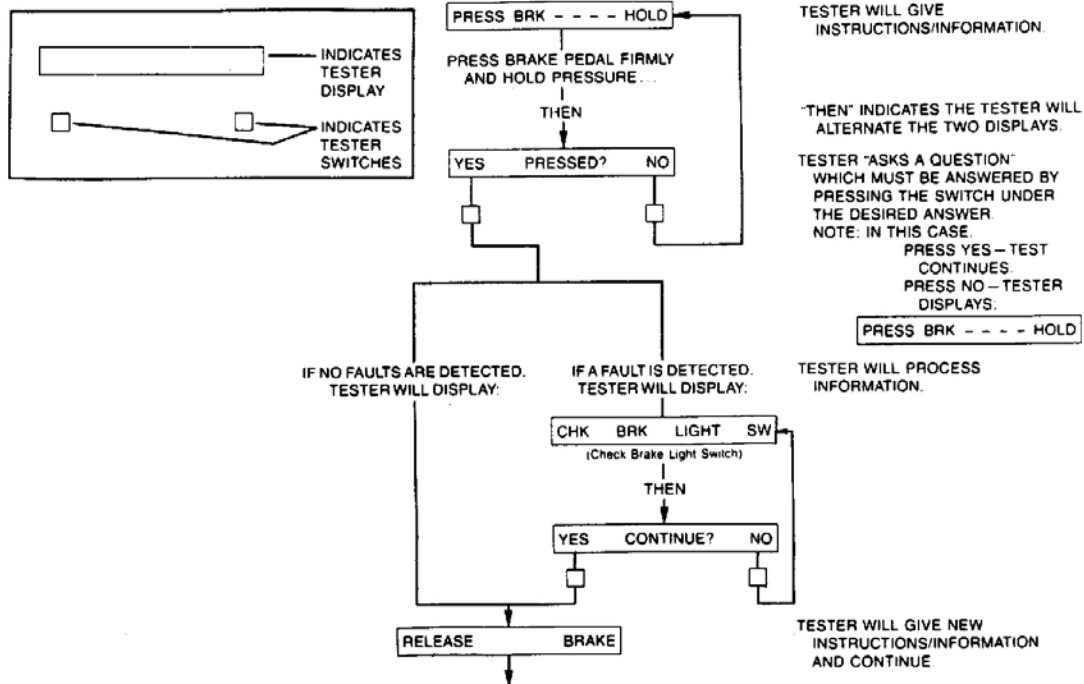 INDICATES
TESTER
DISPLAY
INDICATES
TESTER
SWITCHES
PRESS BRK - - - - HOLD
PRESS BRAKE PEDAL FIRMLY
AND HOLD PRESSURE...
THEN
YES PRESSED? NO
IF NO FAULTS ARE DETECTED.
TESTER WILL DISPLAY:
IF A FAULT IS DETECTED.
TESTER WILL DISPLAY:
CHK BRK LIGHT SW
(Check Brake Light Switch)
THEN
YES CONTINUE? NO
RELEASE BRAKE
TESTER WILL GIVE
INSTRUCTIONS/INFORMATION.
"THEN" INDICATES THE TESTER WILL
ALTERNATE THE TWO DISPLAYS.
TESTER "ASKS A QUESTION"
WHICH MUST BE ANSWERED BY
PRESSING THE SWITCH UNDER
THE DESIRED ANSWER.
NOTE: IN THIS CASE.
PRESS YES – TEST
CONTINUES.
PRESS NO – TESTER
DISPLAYS:
PRESS BRK - - - - HOLD
TESTER WILL PROCESS
INFORMATION.
TESTER WILL GIVE NEW
INSTRUCTIONS/INFORMATION
AND CONTINUE.